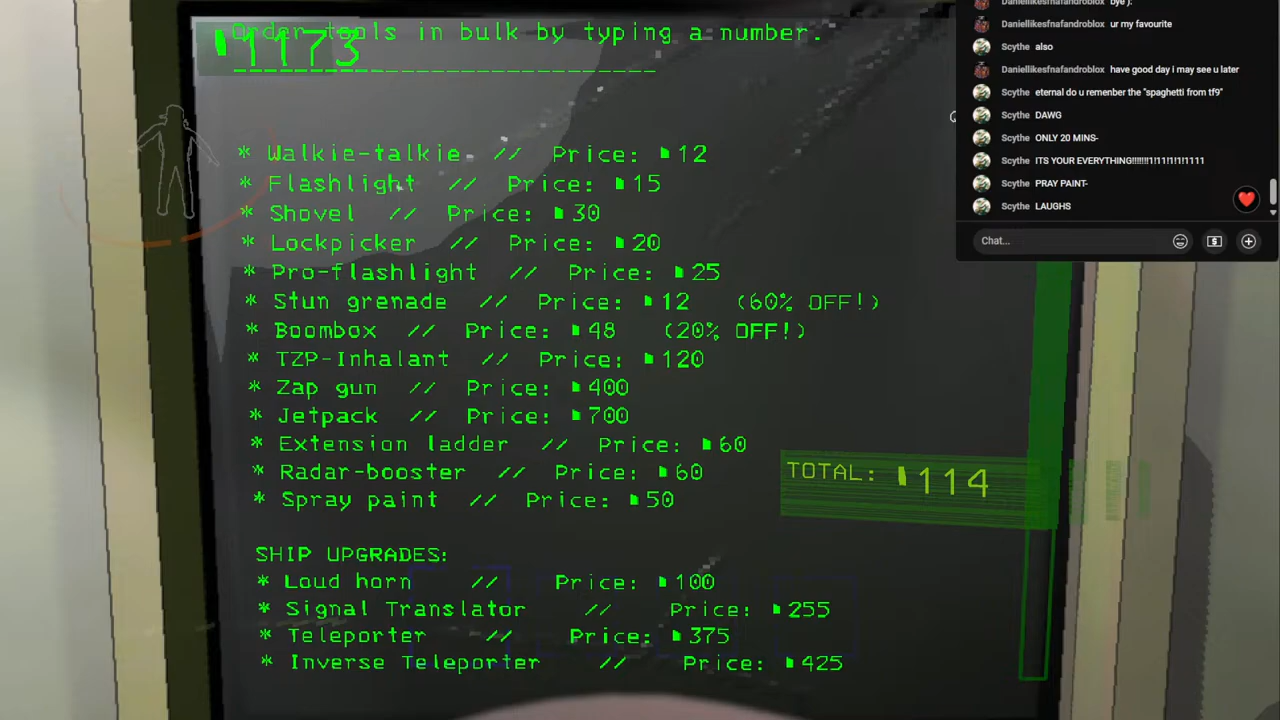 Order tools in bulk by typing a number.
1173
* Walkie-talkie // Price: 12
* Flashlight // Price: 15
* Shovel // Price: 30
* Lockpicker // Price: 20
* Pro-flashlight // Price: 25
* Stun grenade // Price: 12 (60% OFF!)
* Boombox // Price: 48 (20% OFF!)
* TZP-Inhalant // Price: 120
* Zap gun // Price: 400
* Jetpack // Price: 700
* Extension ladder // Price: 60
* Radar-booster // Price: 60
* Spray paint // Price: 50
TOTAL: 114
SHIP UPGRADES:
* Loud horn // Price: 100
* Signal Translator // Price: 255
* Teleporter // Price: 375
* Inverse Teleporter // Price: 425
Daniellikesfnafandroblox bye ):
Daniellikesfnafandroblox ur my favourite
Scythe also
Daniellikesfnafandroblox have good day i may see u later
Scythe eternal do u remenber the "spaghetti from tf9"
Scythe DAWG
Scythe ONLY 20 MINS-
Scythe ITS YOUR EVERYTHING!!!!!!!1!11!1!1!1111
Scythe PRAY PAINT-
Scythe LAUGHS
Chat...